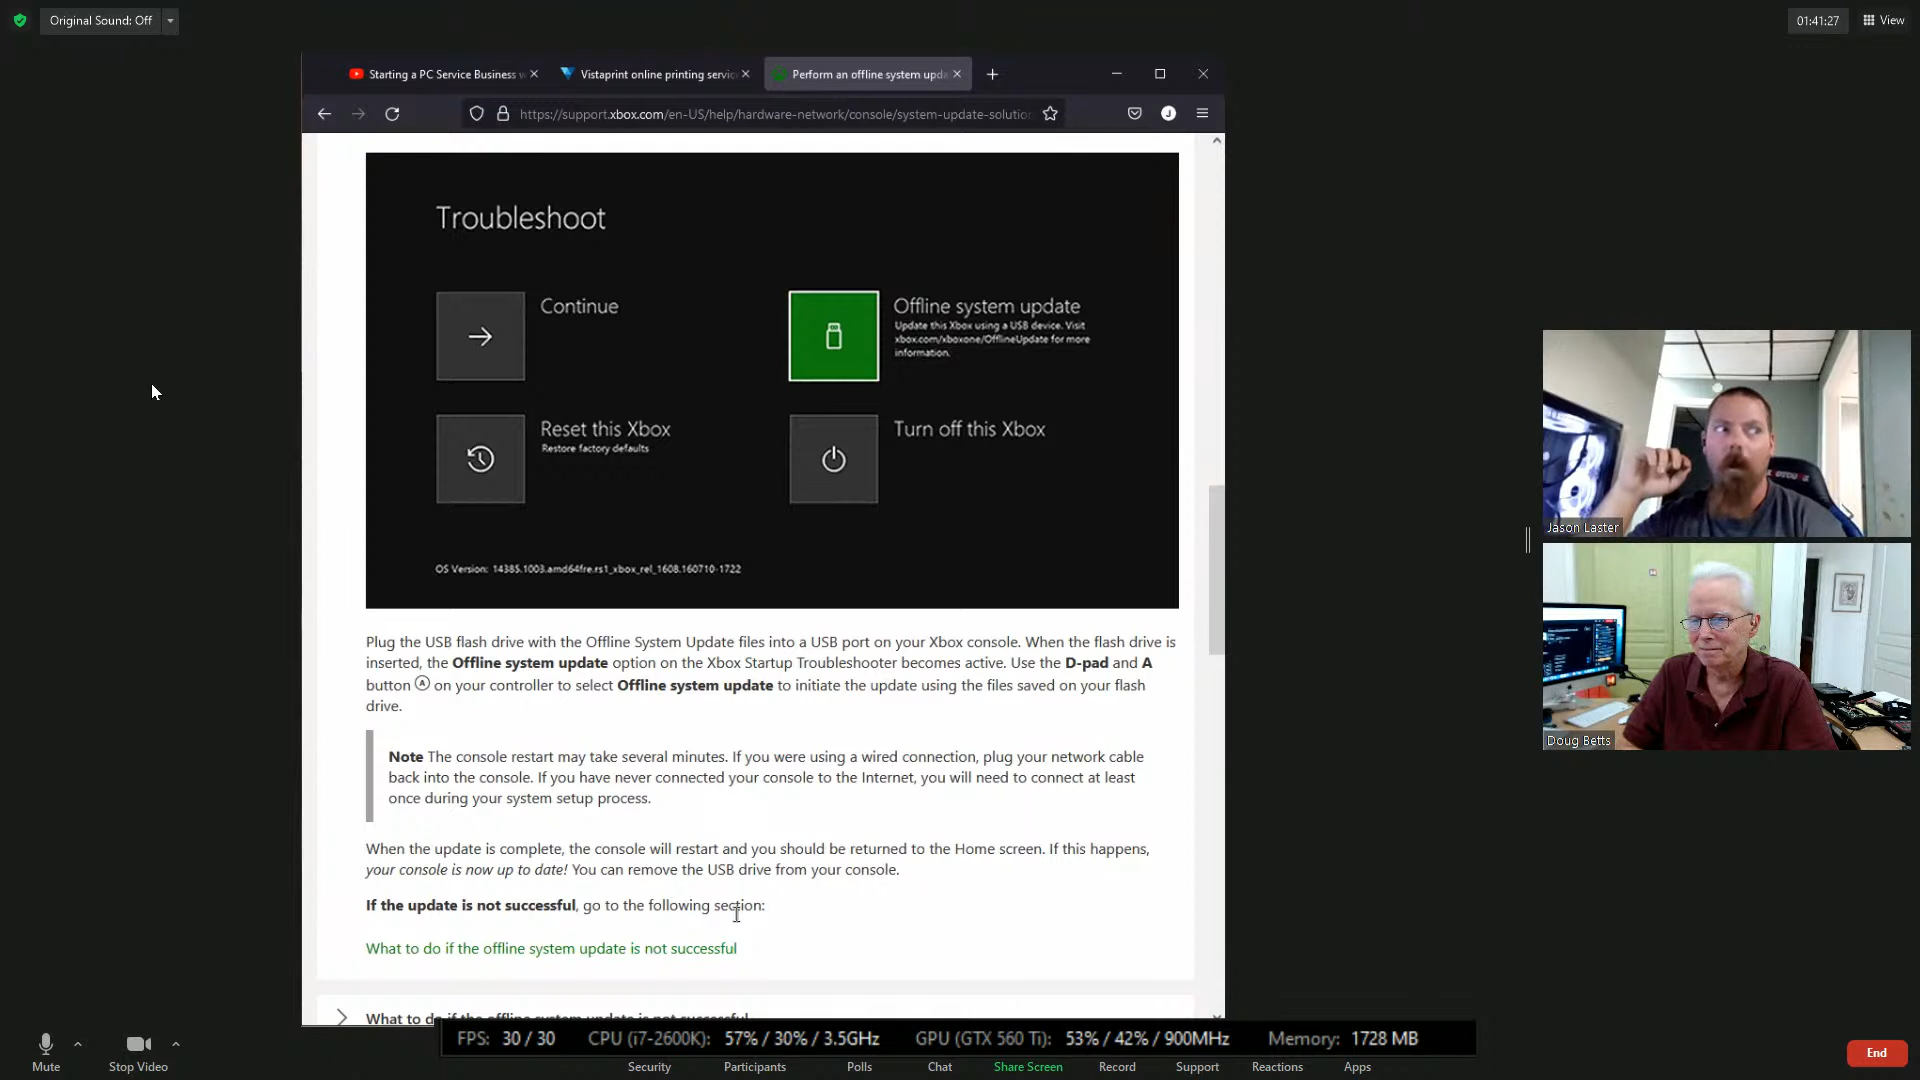 Original Sound: Off
01:41:27
View
Starting a PC Service Business w
Vistaprint online printing servic
Perform an offline system upda
J
https://support.xbox.com/en-US/help/hardware-network/console/system-update-solution
Troubleshoot
Continue
Offline system update
Update this Xbox using a USB device. Visit
xbox.com/xboxone/OfflineUpdate for more
information.
Reset this Xbox
Restore factory defaults
Turn off this Xbox
OS Version: 14385.1003.amd64fre.rs1_xbox_rel_1608.160710-1722
Plug the USB flash drive with the Offline System Update files into a USB port on your Xbox console. When the flash drive is
inserted, the Offline system update option on the Xbox Startup Troubleshooter becomes active. Use the D-pad and A
button Ⓐ on your controller to select Offline system update to initiate the update using the files saved on your flash
drive.
Note The console restart may take several minutes. If you were using a wired connection, plug your network cable
back into the console. If you have never connected your console to the Internet, you will need to connect at least
once during your system setup process.
When the update is complete, the console will restart and you should be returned to the Home screen. If this happens,
your console is now up to date! You can remove the USB drive from your console.
If the update is not successful, go to the following section:
What to do if the offline system update is not successful
What to do if the offline system update is not successful
Jason Laster
Doug Betts
FPS: 30 / 30 CPU (i7-2600K): 57% / 30% / 3.5GHz GPU (GTX 560 Ti): 53% / 42% / 900MHz Memory: 1728 MB
Mute
Stop Video
Security
Participants
Polls
Chat
Share Screen
Record
Support
Reactions
Apps
End